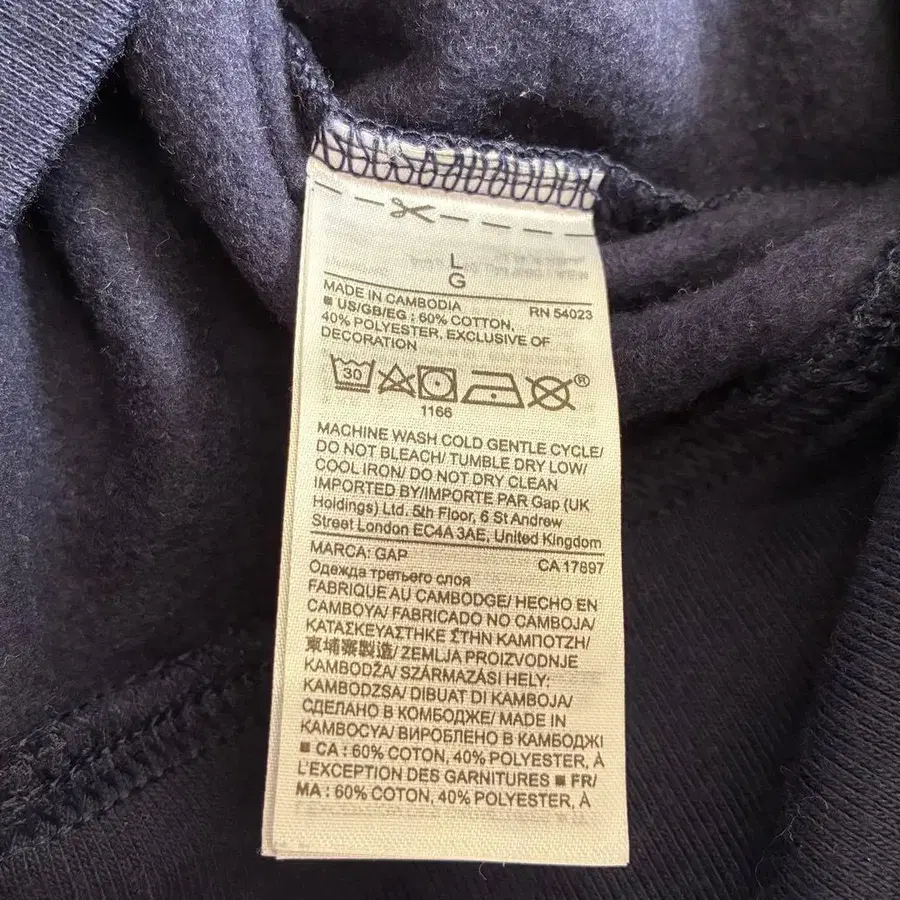 L
G
MADE IN CAMBODIA RN 54023
■ US/GB/EG : 60% COTTON,
40% POLYESTER, EXCLUSIVE OF
DECORATION
30 ®
1166
MACHINE WASH COLD GENTLE CYCLE/
DO NOT BLEACH/ TUMBLE DRY LOW/
COOL IRON/ DO NOT DRY CLEAN
IMPORTED BY/IMPORTE PAR Gap (UK
Holdings) Ltd. 5th Floor, 6 St Andrew
Street London EC4A 3AE, United Kingdom
MARCA: GAP CA 17897
Одежда третьего слоя
FABRIQUE AU CAMBODGE/ HECHO EN
CAMBOYA/ FABRICADO NO CAMBOJA/
ΚΑΤΑΣΚΕΥΑΣΤΗΚΕ ΣΤΗΝ ΚΑΜΠΟΤΖΗ/
柬埔寨製造/ ZEMLJA PROIZVODNJE
KAMBODŽA/ SZÁRMAZÁSI HELY:
KAMBODZSA/ DIBUAT DI KAMBOJA/
СДЕЛАНО В КОМБОДЖЕ/ MADE IN
KAMBOCYA/ ВИРОБЛЕНО В КАМБОДЖІ
■ CA : 60% COTON, 40% POLYESTER, À
L'EXCEPTION DES GARNITURES ■ FR/
MA : 60% COTON, 40% POLYESTER, À